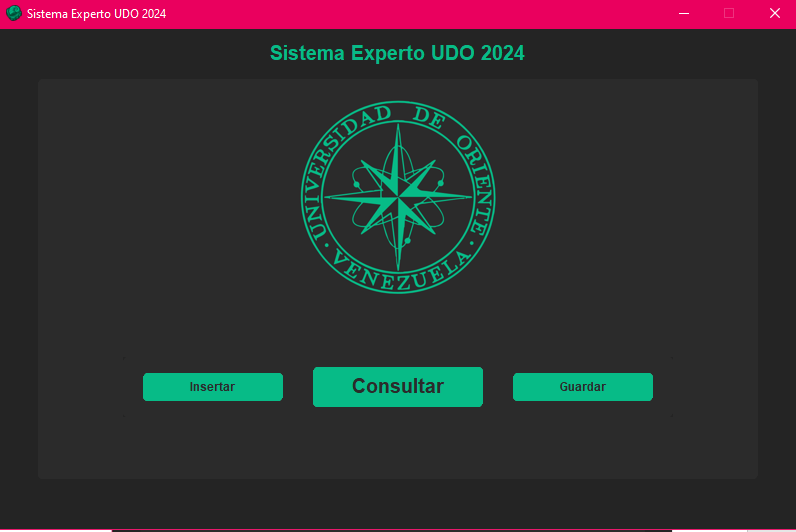 Sistema Experto UDO 2024
Sistema Experto UDO 2024
UNIVERSIDAD DE ORIENTE
· VENEZUELA ·
Insertar
Consultar
Guardar